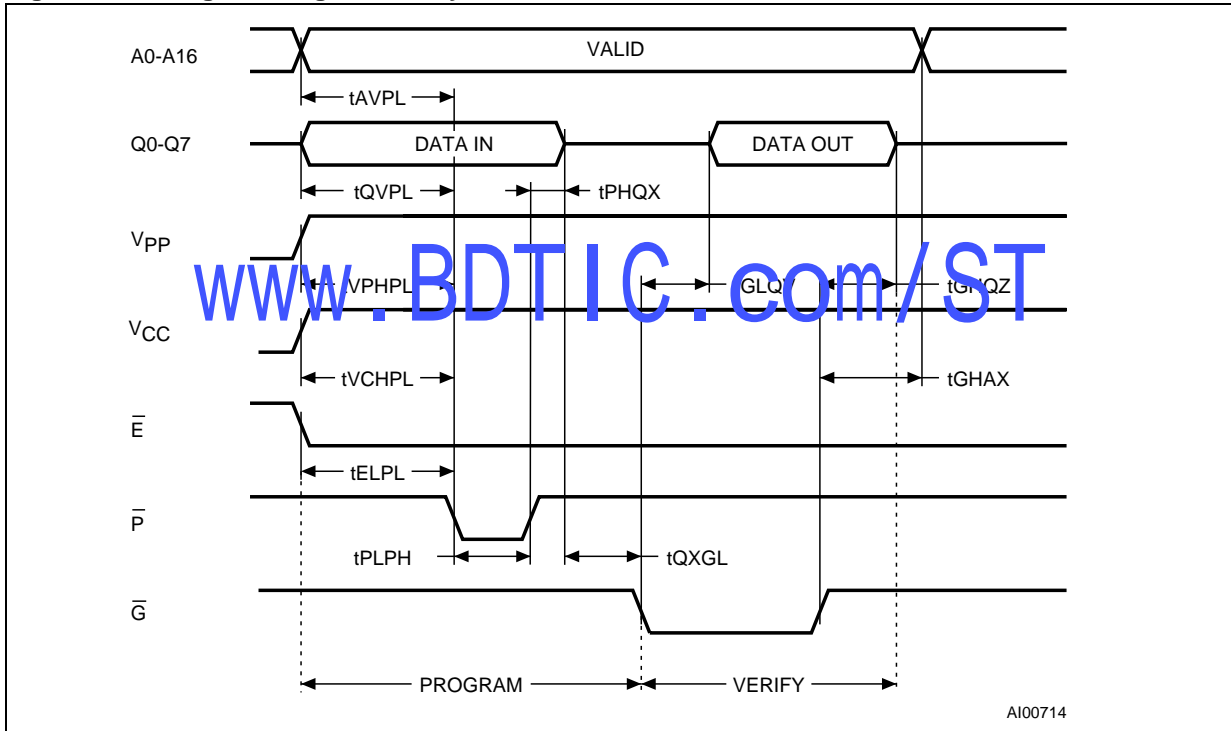 A0-A16
VALID
tAVPL
Q0-Q7
DATA IN
DATA OUT
tQVPL
tPHQX
VPP
www.BDTIC.com/ST
tGHQZ
VCC
tVCHPL
tGHAX
E
tELPL
P
tPLPH
tQXGL
G
PROGRAM
VERIFY
AI00714